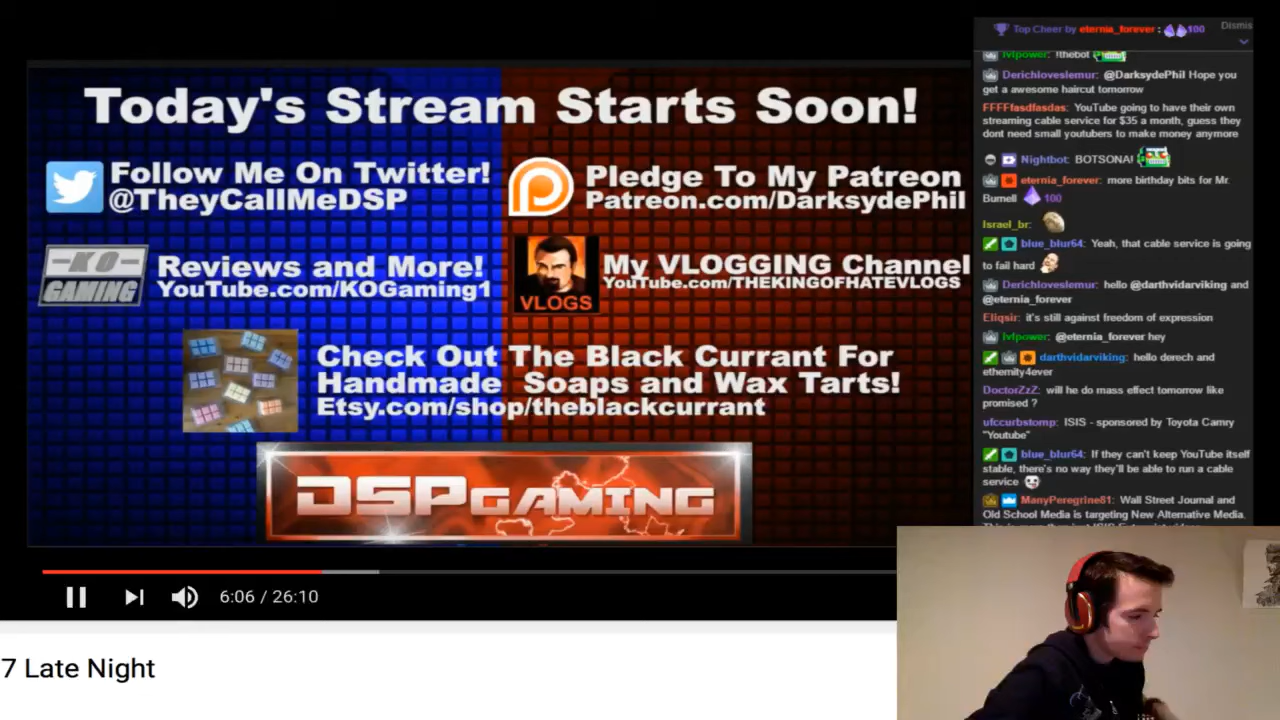 Today's Stream Starts Soon!
Follow Me On Twitter!
@TheyCallMeDSP
Pledge To My Patreon
Patreon.com/DarksydePhil
-KO-
GAMING
Reviews and More!
YouTube.com/KOGaming1
VLOGS
My VLOGGING Channel
YouTube.com/THEKINGOFHATEVLOGS
Check Out The Black Currant For
Handmade Soaps and Wax Tarts!
Etsy.com/shop/theblackcurrant
DSPGAMING
6:06 / 26:10
7 Late Night
Top Cheer by eternia_forever : 100
Dismis
lvlpower: !thebot
Derichloveslemur: @DarksydePhil Hope you
get a awesome haircut tomorrow
FFFFfasdfasdas: YouTube going to have their own
streaming cable service for $35 a month, guess they
dont need small youtubers to make money anymore
Nightbot: BOTSONA!
eternia_forever: more birthday bits for Mr.
Burnell 100
Israel_br:
blue_blur64: Yeah, that cable service is going
to fail hard
Derichloveslemur: hello @darthvidarviking and
@eternia_forever
Eliqsir: it's still against freedom of expression
lvlpower: @eternia_forever hey
darthvidarviking: hello derech and
ethernity4ever
DoctorZzZ: will he do mass effect tomorrow like
promised ?
ufccurbstomp: ISIS - sponsored by Toyota Camry
"Youtube"
blue_blur64: If they can't keep YouTube itself
stable, there's no way they'll be able to run a cable
service
ManyPeregrine81: Wall Street Journal and
Old School Media is targeting New Alternative Media.